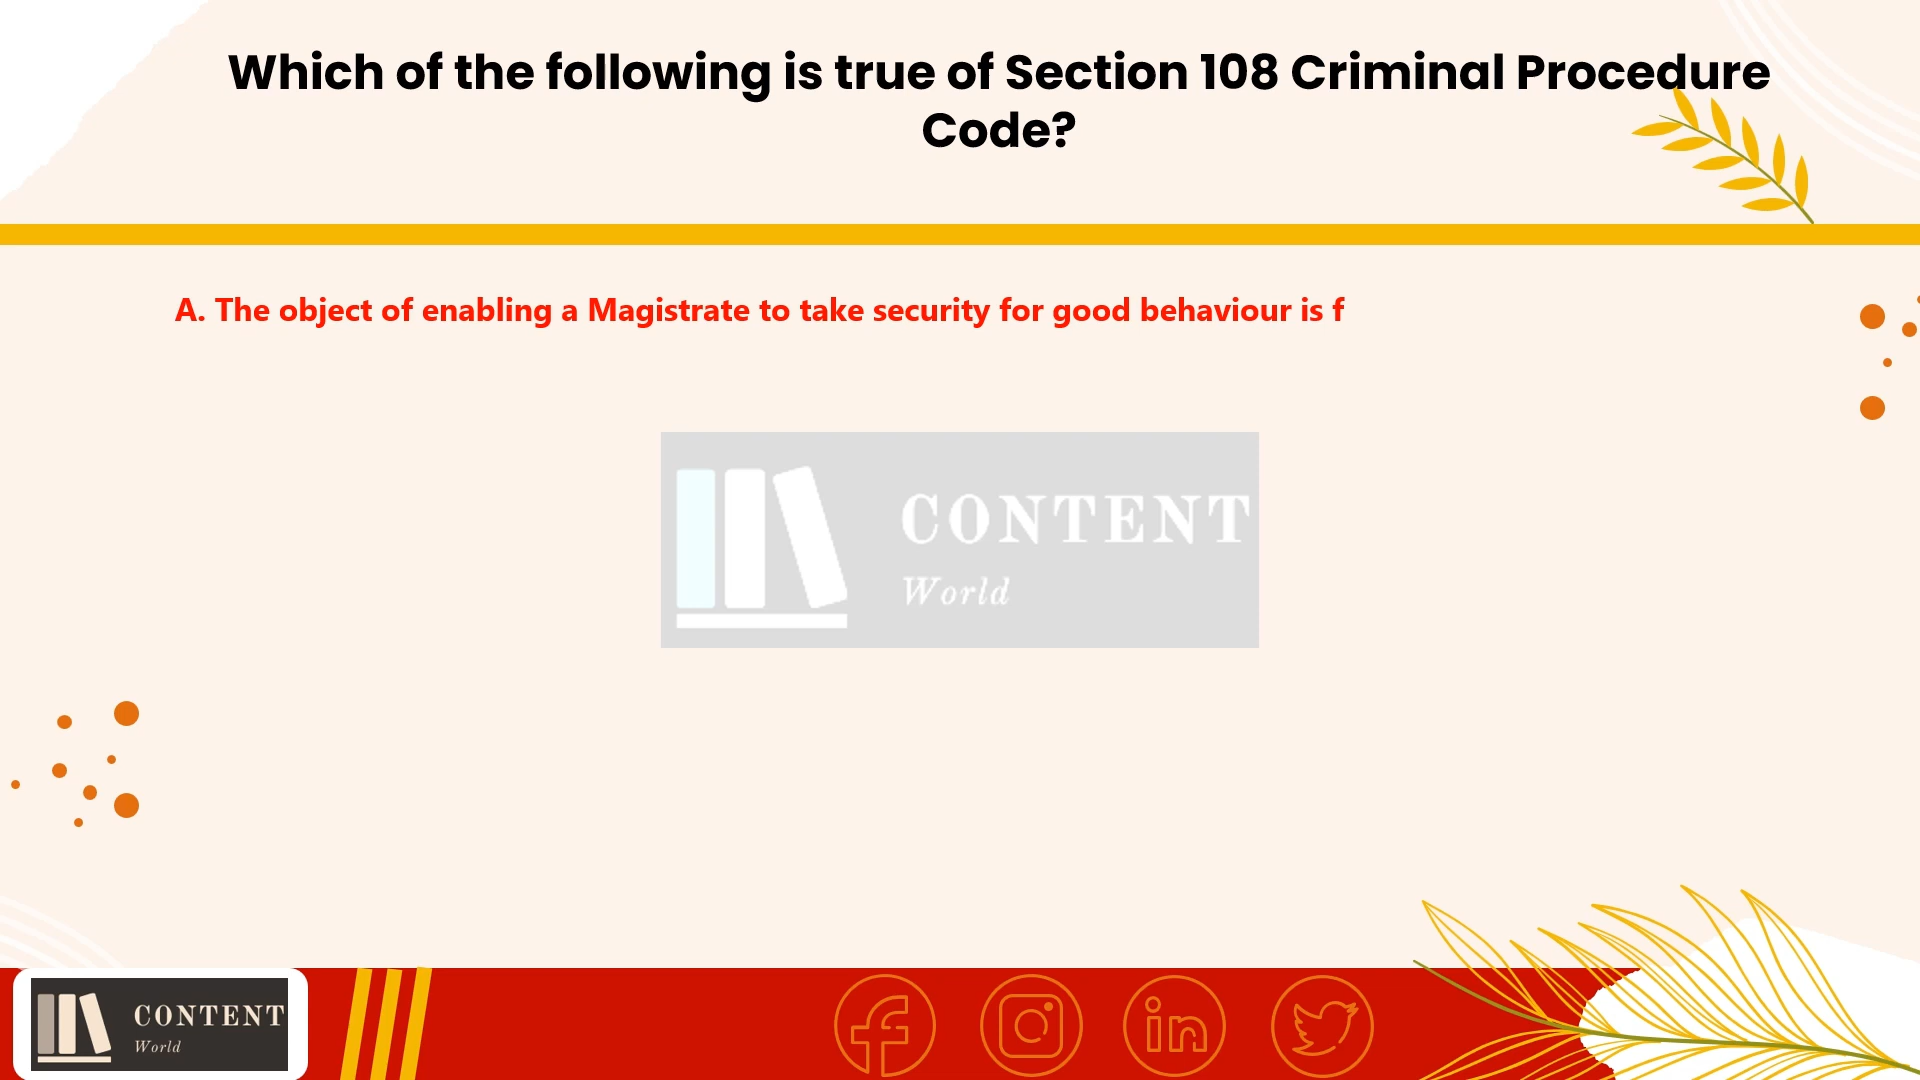 Which of the following is true of Section 108 Criminal Procedure
Code?
A. The object of enabling a Magistrate to take security for good behaviour is f
CONTENT
World
CONTENT
World